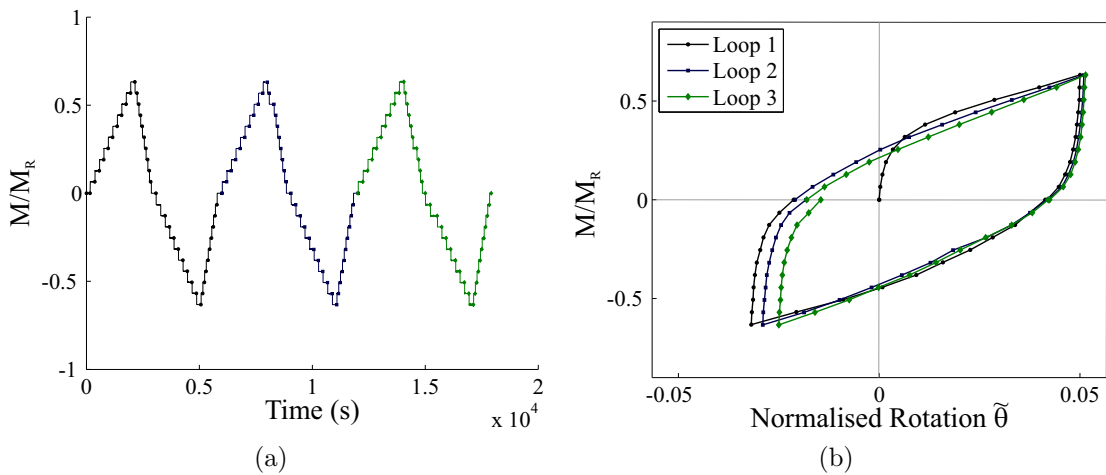 1
0.5
0
-0.5
-1
M/M_R
0
0.5
1
1.5
2
x 10^4
Time (s)
(a)
Loop 1
Loop 2
Loop 3
0.5
0
-0.5
M/M_R
-0.05
0
0.05
Normalised Rotation θ̃
(b)